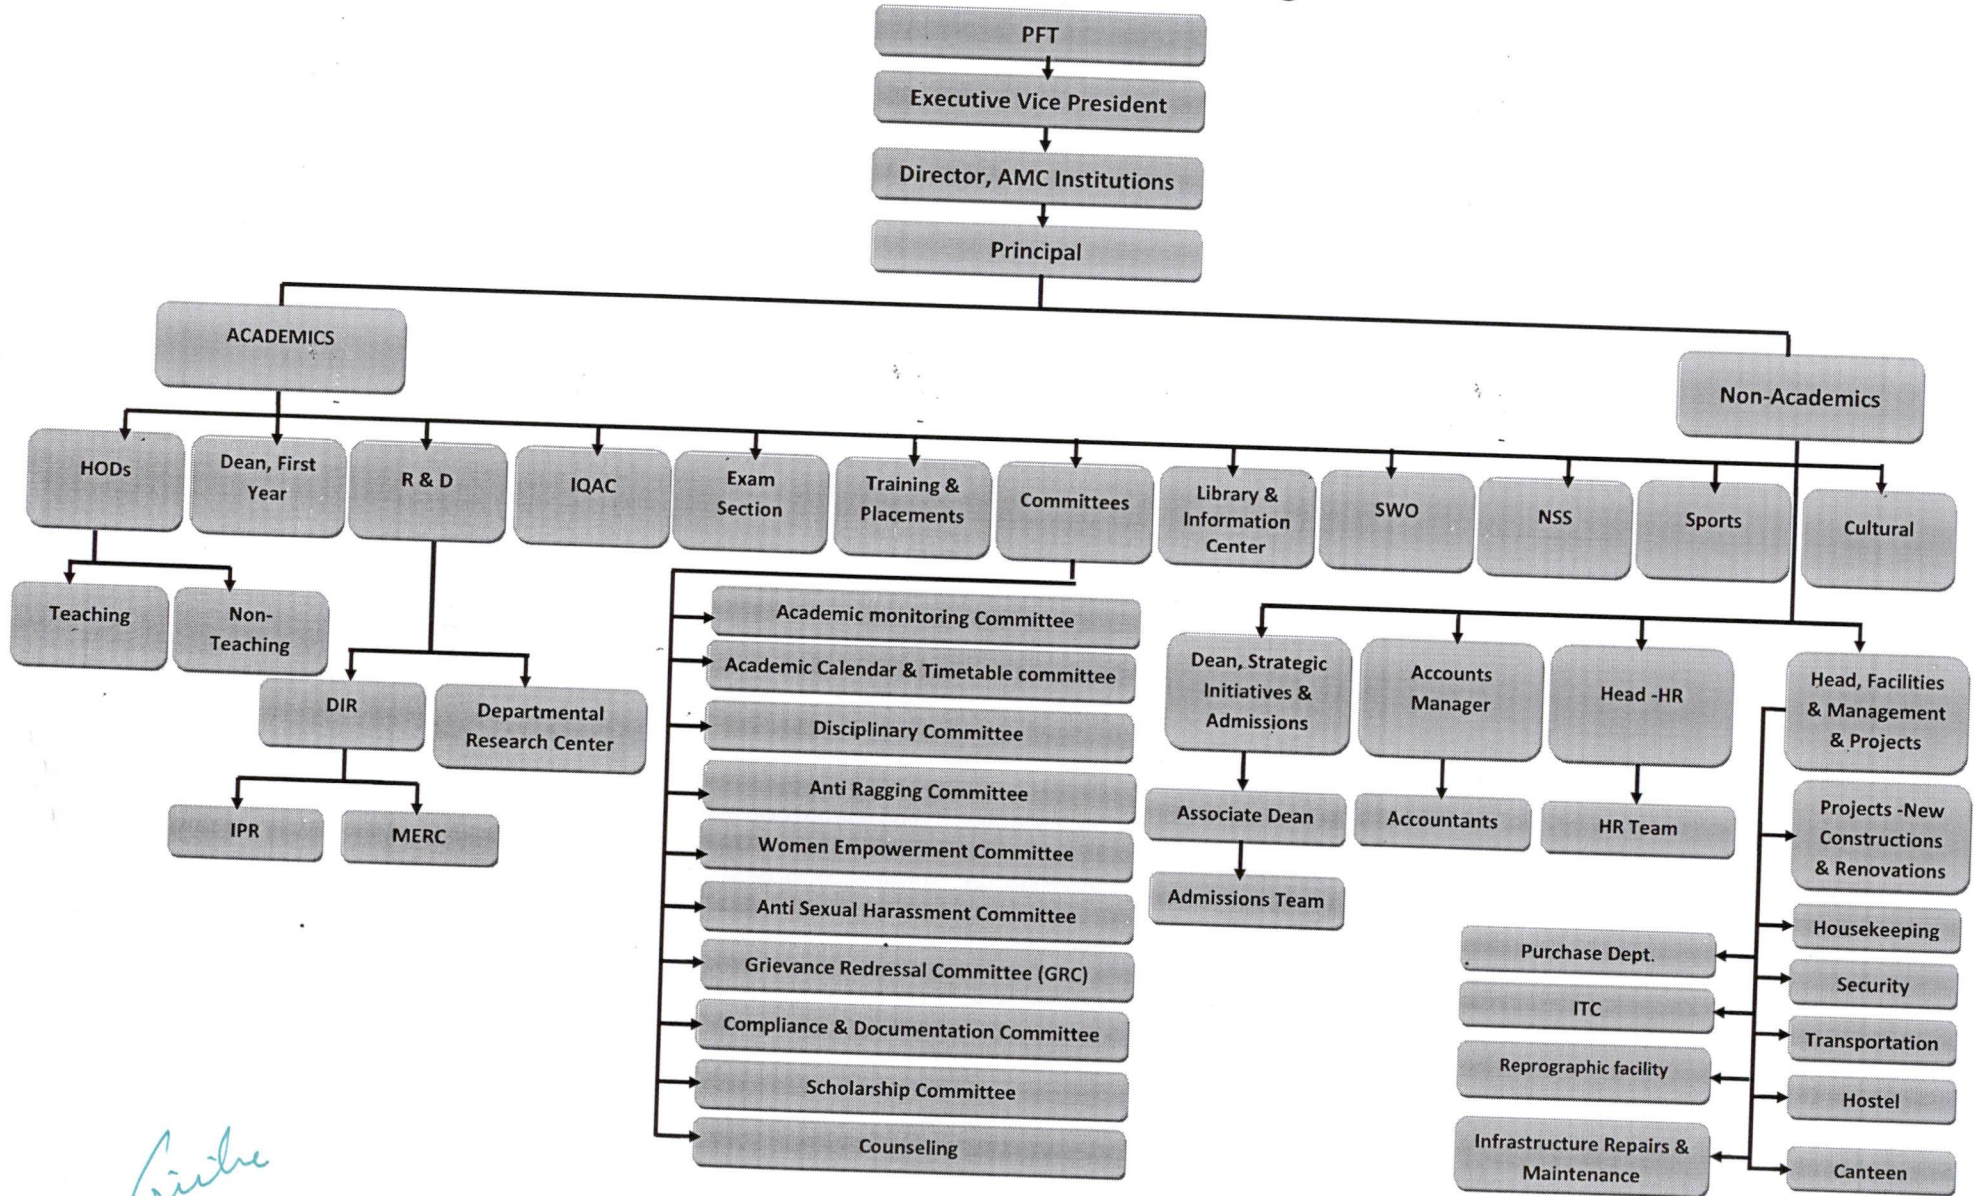 PFT
Executive Vice President
Director, AMC Institutions
Principal
ACADEMICS
Non-Academics
HODs
Dean, First
Year
R & D
IQAC
Exam
Section
Training &
Placements
Committees
Library &
Information
Center
SWO
NSS
Sports
Cultural
Teaching
Non-
Teaching
DIR
Departmental
Research Center
IPR
MERC
Academic monitoring Committee
Academic Calendar & Timetable committee
Disciplinary Committee
Anti Ragging Committee
Women Empowerment Committee
Anti Sexual Harassment Committee
Grievance Redressal Committee (GRC)
Compliance & Documentation Committee
Scholarship Committee
Counseling
Dean, Strategic
Initiatives &
Admissions
Associate Dean
Admissions Team
Accounts
Manager
Accountants
Head -HR
HR Team
Head, Facilities
& Management
& Projects
Projects -New
Constructions
& Renovations
Housekeeping
Security
Transportation
Hostel
Canteen
Purchase Dept.
ITC
Reprographic facility
Infrastructure Repairs &
Maintenance